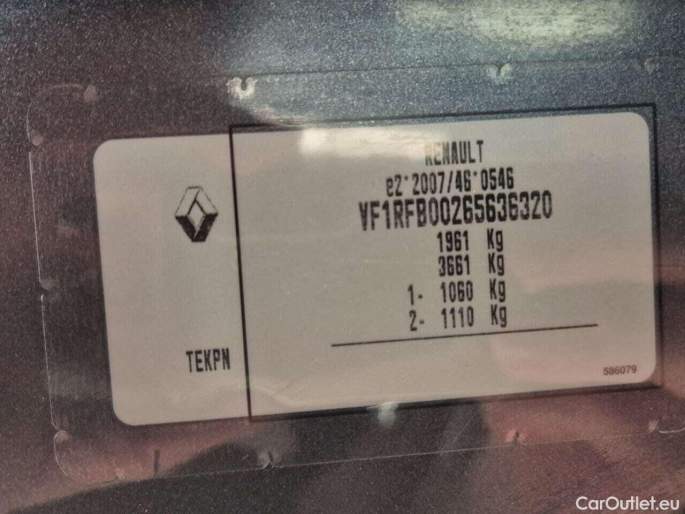 RENAULT
e2*2007/46*0546
VF1RFB00265636320
1961 Kg
3661 Kg
1- 1060 Kg
2- 1110 Kg
TEKPN
586079
CarOutlet.eu